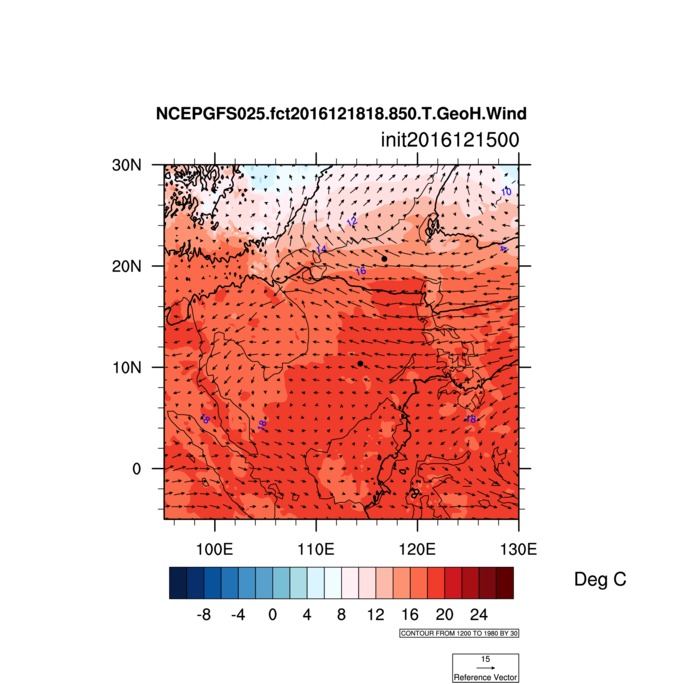 NCEPGFS025.fct2016121818.850.T.GeoH.Wind
init2016121500
30N
20N
10N
0
100E 110E 120E 130E
10
12
14
16
18
18
18
-8 -4 0 4 8 12 16 20 24
Deg C
CONTOUR FROM 1200 TO 1980 BY 30
15
Reference Vector